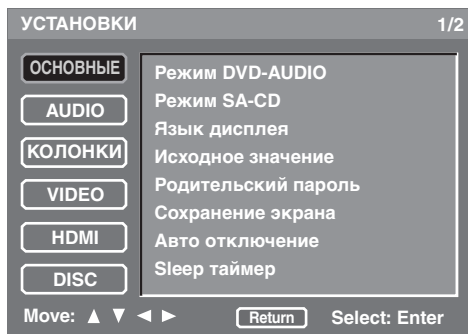 УСТАНОВКИ 1/2
ОСНОВНЫЕ
AUDIO
КОЛОНКИ
VIDEO
HDMI
DISC
Режим DVD-AUDIO
Режим SA-CD
Язык дисплея
Исходное значение
Родительский пароль
Сохранение экрана
Авто отключение
Sleep таймер
Move: ▲ ▼ ◄ ► Return Select: Enter